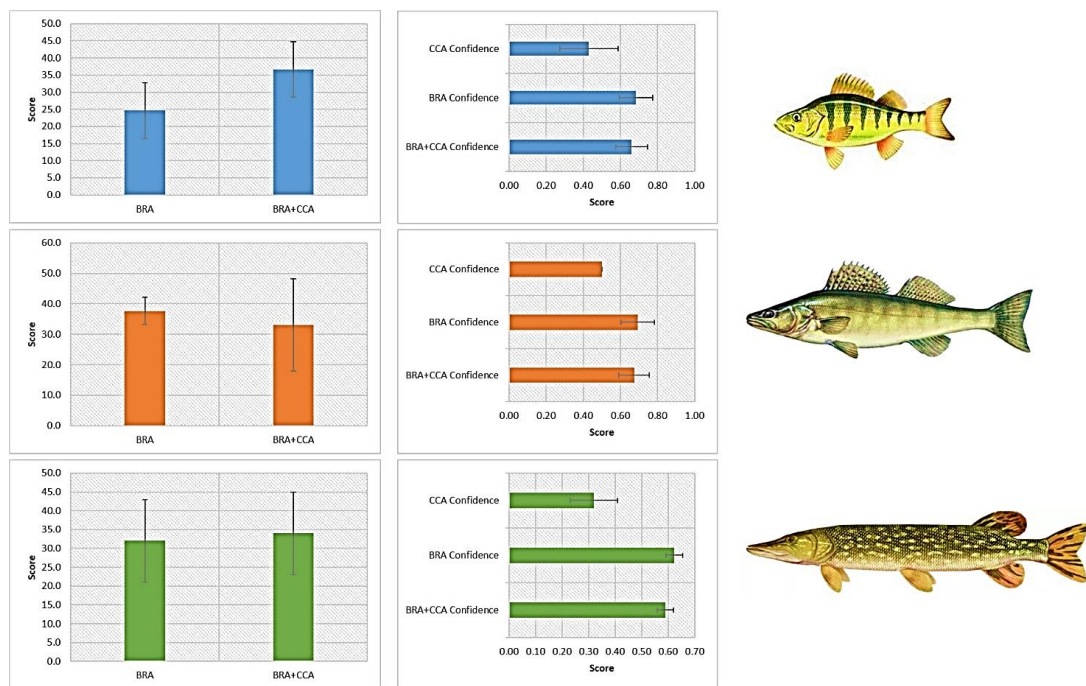 50.0
45.0
40.0
35.0
30.0
25.0
20.0
15.0
10.0
5.0
0.0
Score
BRA BRA+CCA
CCA Confidence
BRA Confidence
BRA+CCA Confidence
0.00 0.20 0.40 0.60 0.80 1.00
Score
60.0
50.0
40.0
30.0
20.0
10.0
0.0
Score
BRA BRA+CCA
CCA Confidence
BRA Confidence
BRA+CCA Confidence
0.00 0.20 0.40 0.60 0.80 1.00
Score
50.0
45.0
40.0
35.0
30.0
25.0
20.0
15.0
10.0
5.0
0.0
Score
BRA BRA+CCA
CCA Confidence
BRA Confidence
BRA+CCA Confidence
0.00 0.10 0.20 0.30 0.40 0.50 0.60 0.70
Score